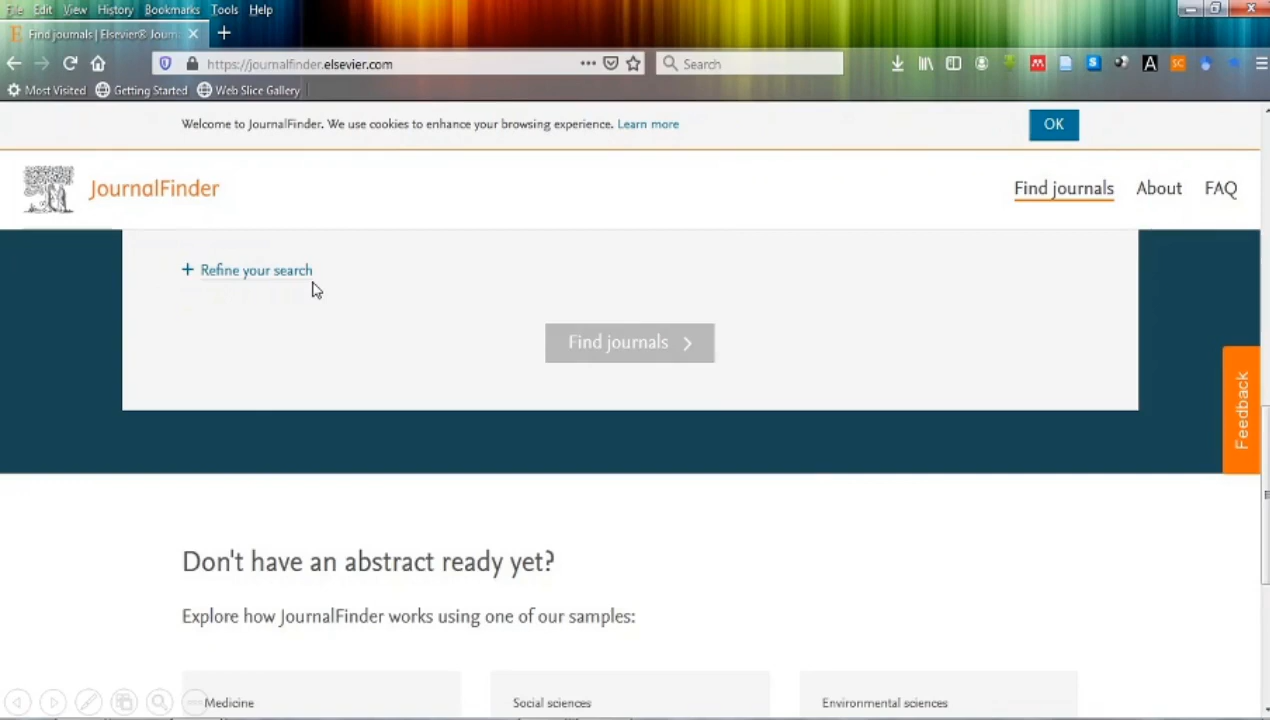 File Edit View History Bookmarks Tools Help
Find journals | Elsevier® Journ
https://journalfinder.elsevier.com
Search
Most Visited Getting Started Web Slice Gallery
Welcome to JournalFinder. We use cookies to enhance your browsing experience. Learn more
OK
JournalFinder
Find journals About FAQ
+ Refine your search
Find journals
Feedback
Don't have an abstract ready yet?
Explore how JournalFinder works using one of our samples:
Medicine Social sciences Environmental sciences